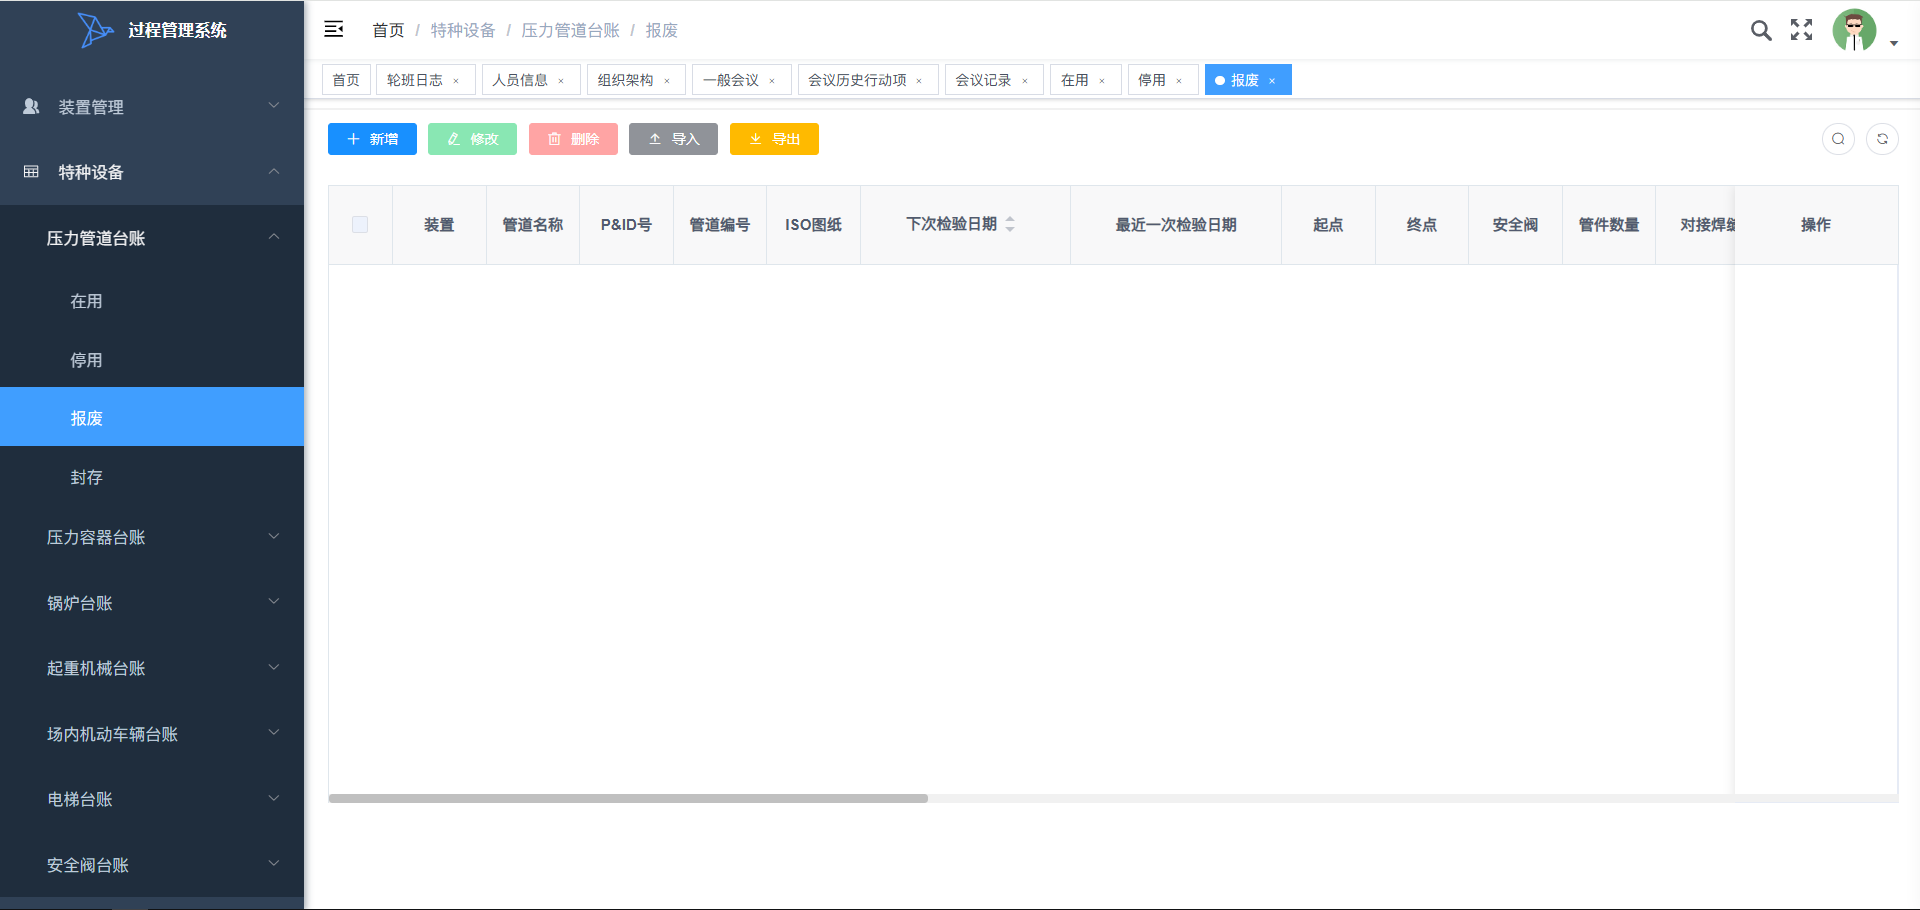 过程管理系统
首页 / 特种设备 / 压力管道台账 / 报废
首页 轮班日志 × 人员信息 × 组织架构 × 一般会议 × 会议历史行动项 × 会议记录 × 在用 × 停用 × 报废 ×
装置管理
特种设备
压力管道台账
在用
停用
报废
封存
压力容器台账
锅炉台账
起重机械台账
场内机动车辆台账
电梯台账
安全阀台账
新增 修改 删除 导入 导出
装置 管道名称 P&ID号 管道编号 ISO图纸 下次检验日期 最近一次检验日期 起点 终点 安全阀 管件数量 对接焊 操作